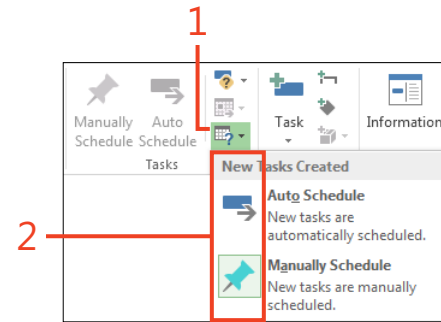 1
Manually
Schedule
Auto
Schedule
Task
Information
Tasks
New Tasks Created
2
Auto Schedule
New tasks are
automatically scheduled.
Manually Schedule
New tasks are manually
scheduled.